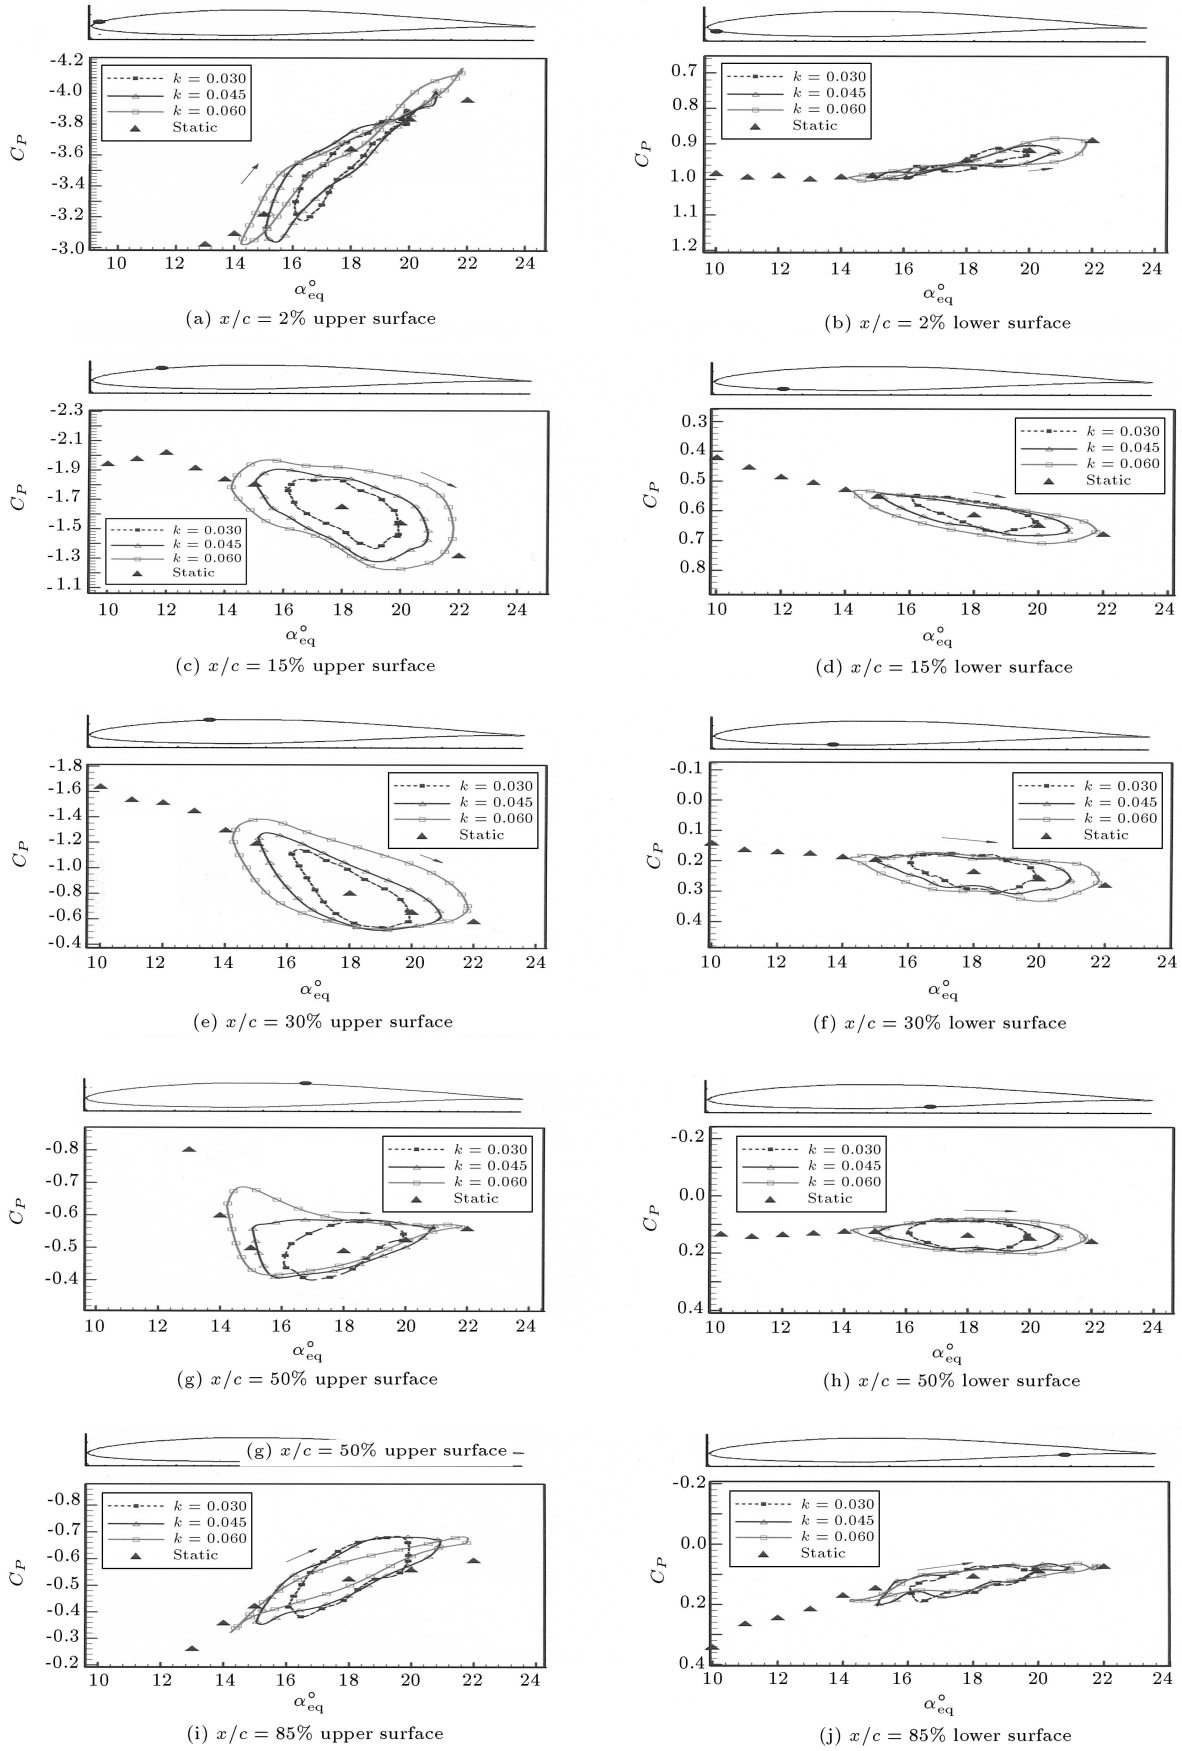 -4.2
-4.0
-3.8
-3.6
-3.4
-3.2
-3.0
C_P
k = 0.030
k = 0.045
k = 0.060
Static
10 12 14 16 18 20 22 24
α°eq
(a) x/c = 2% upper surface
0.7
0.8
0.9
1.0
1.1
1.2
C_P
k = 0.030
k = 0.045
k = 0.060
Static
10 12 14 16 18 20 22 24
α°eq
(b) x/c = 2% lower surface
-2.3
-2.1
-1.9
-1.7
-1.5
-1.3
-1.1
C_P
k = 0.030
k = 0.045
k = 0.060
Static
10 12 14 16 18 20 22 24
α°eq
(c) x/c = 15% upper surface
0.3
0.4
0.5
0.6
0.7
0.8
C_P
k = 0.030
k = 0.045
k = 0.060
Static
10 12 14 16 18 20 22 24
α°eq
(d) x/c = 15% lower surface
-1.8
-1.6
-1.4
-1.2
-1.0
-0.8
-0.6
-0.4
C_P
k = 0.030
k = 0.045
k = 0.060
Static
10 12 14 16 18 20 22 24
α°eq
(e) x/c = 30% upper surface
-0.1
0.0
0.1
0.2
0.3
0.4
C_P
k = 0.030
k = 0.045
k = 0.060
Static
10 12 14 16 18 20 22 24
α°eq
(f) x/c = 30% lower surface
-0.8
-0.7
-0.6
-0.5
-0.4
C_P
k = 0.030
k = 0.045
k = 0.060
Static
10 12 14 16 18 20 22 24
α°eq
(g) x/c = 50% upper surface
-0.2
0.0
0.2
0.4
C_P
k = 0.030
k = 0.045
k = 0.060
Static
10 12 14 16 18 20 22 24
α°eq
(h) x/c = 50% lower surface
(g) x/c = 50% upper surface
-0.8
-0.7
-0.6
-0.5
-0.4
-0.3
-0.2
C_P
k = 0.030
k = 0.045
k = 0.060
Static
10 12 14 16 18 20 22 24
α°eq
(i) x/c = 85% upper surface
-0.2
0.0
0.2
0.4
C_P
k = 0.030
k = 0.045
k = 0.060
Static
10 12 14 16 18 20 22 24
α°eq
(j) x/c = 85% lower surface